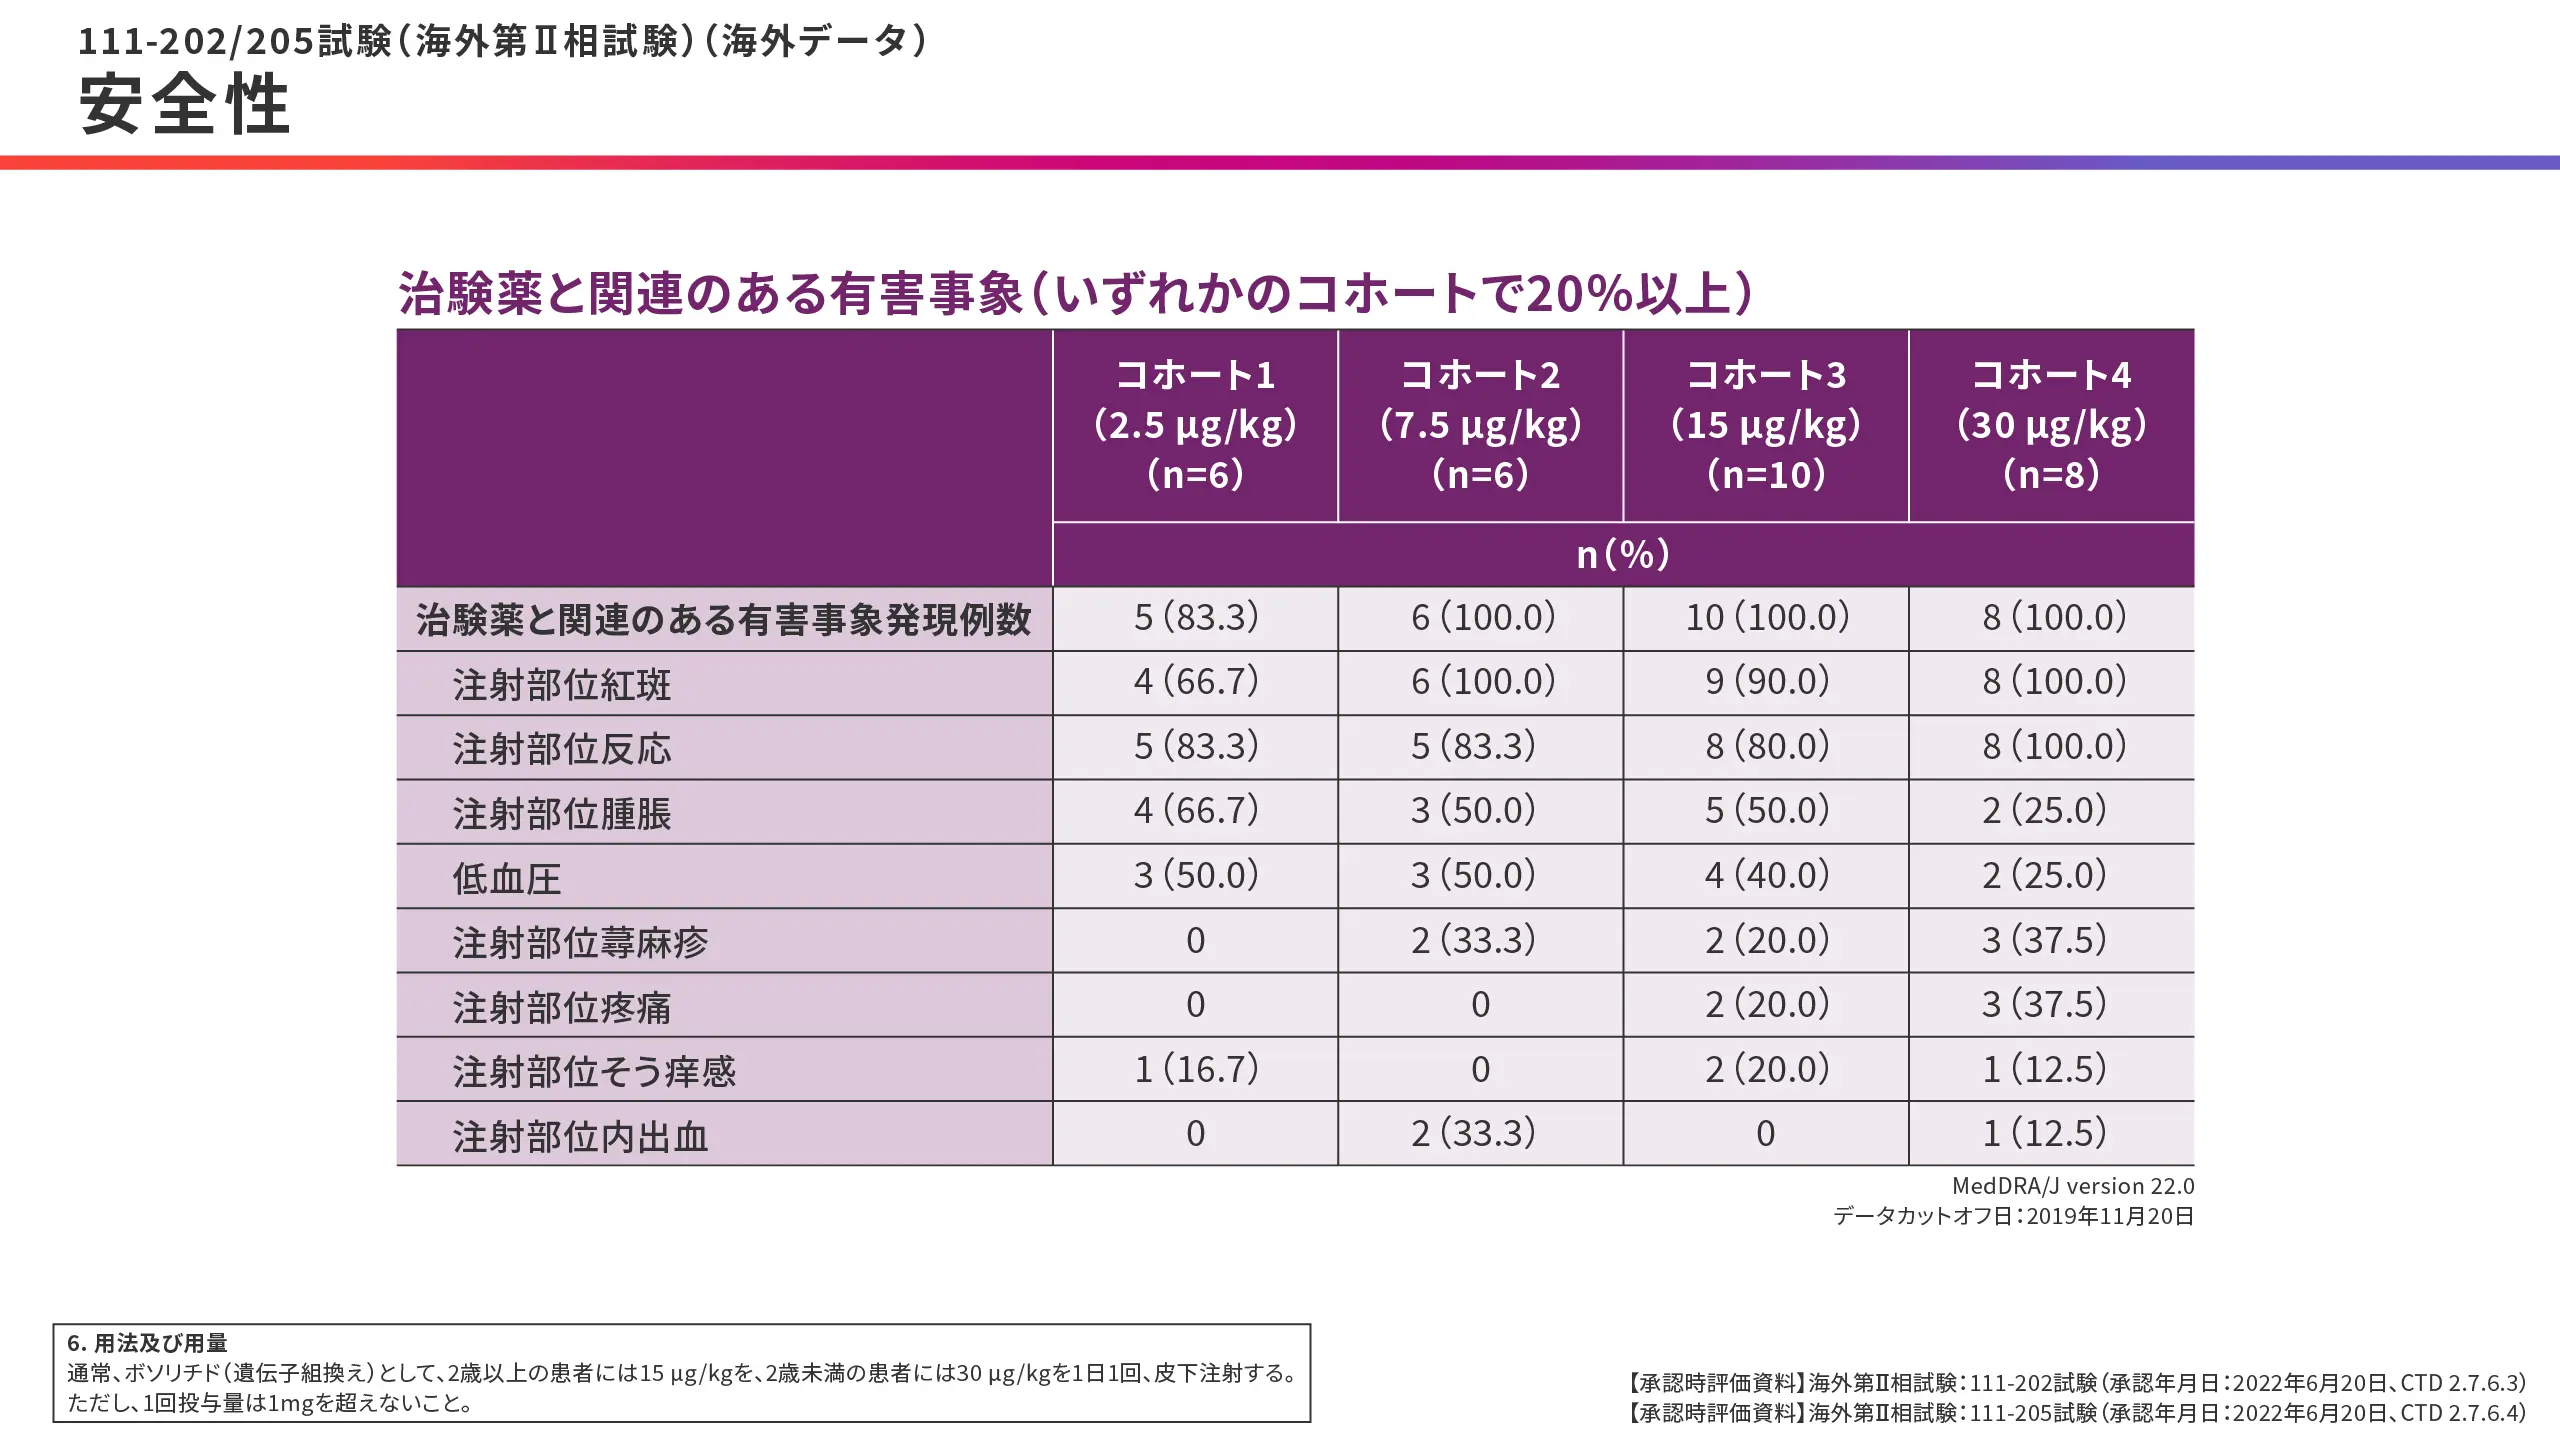 111-202/205試験（海外第Ⅱ相試験）（海外データ）
安全性
治験薬と関連のある有害事象（いずれかのコホートで20%以上）
コホート1 コホート2 コホート3 コホート4
（2.5 μg/kg） （7.5 μg/kg） （15 μg/kg） （30 μg/kg）
（n=6） （n=6） （n=10） （n=8）
n（%）
治験薬と関連のある有害事象発現例数 5（83.3） 6（100.0） 10（100.0） 8（100.0）
注射部位紅斑 4（66.7） 6（100.0） 9（90.0） 8（100.0）
注射部位反応 5（83.3） 5（83.3） 8（80.0） 8（100.0）
注射部位腫脹 4（66.7） 3（50.0） 5（50.0） 2（25.0）
低血圧 3（50.0） 3（50.0） 4（40.0） 2（25.0）
注射部位蕁麻疹 0 2（33.3） 2（20.0） 3（37.5）
注射部位疼痛 0 0 2（20.0） 3（37.5）
注射部位そう痒感 1（16.7） 0 2（20.0） 1（12.5）
注射部位内出血 0 2（33.3） 0 1（12.5）
MedDRA/J version 22.0
データカットオフ日：2019年11月20日
6. 用法及び用量
通常、ボソリチド（遺伝子組換え）として、2歳以上の患者には15 μg/kgを、2歳未満の患者には30 μg/kgを1日1回、皮下注射する。
ただし、1回投与量は1mgを超えないこと。
【承認時評価資料】海外第Ⅱ相試験：111-202試験（承認年月日：2022年6月20日、CTD 2.7.6.3）
【承認時評価資料】海外第Ⅱ相試験：111-205試験（承認年月日：2022年6月20日、CTD 2.7.6.4）